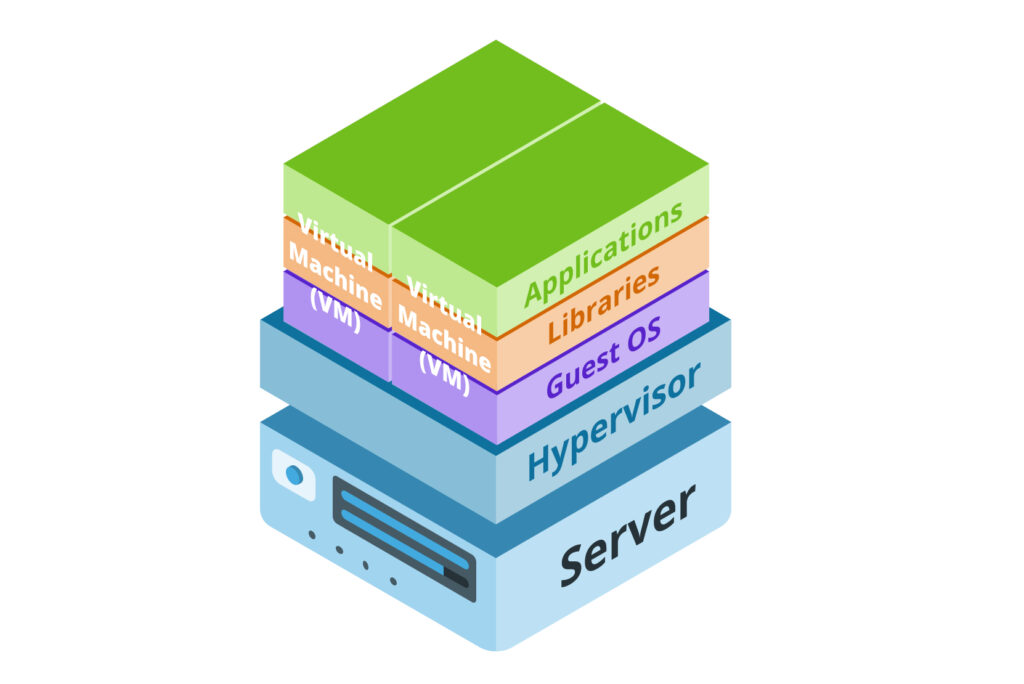 Virtual
Machine
(VM)
Virtual
Machine
(VM)
Applications
Libraries
Guest OS
Hypervisor
Server